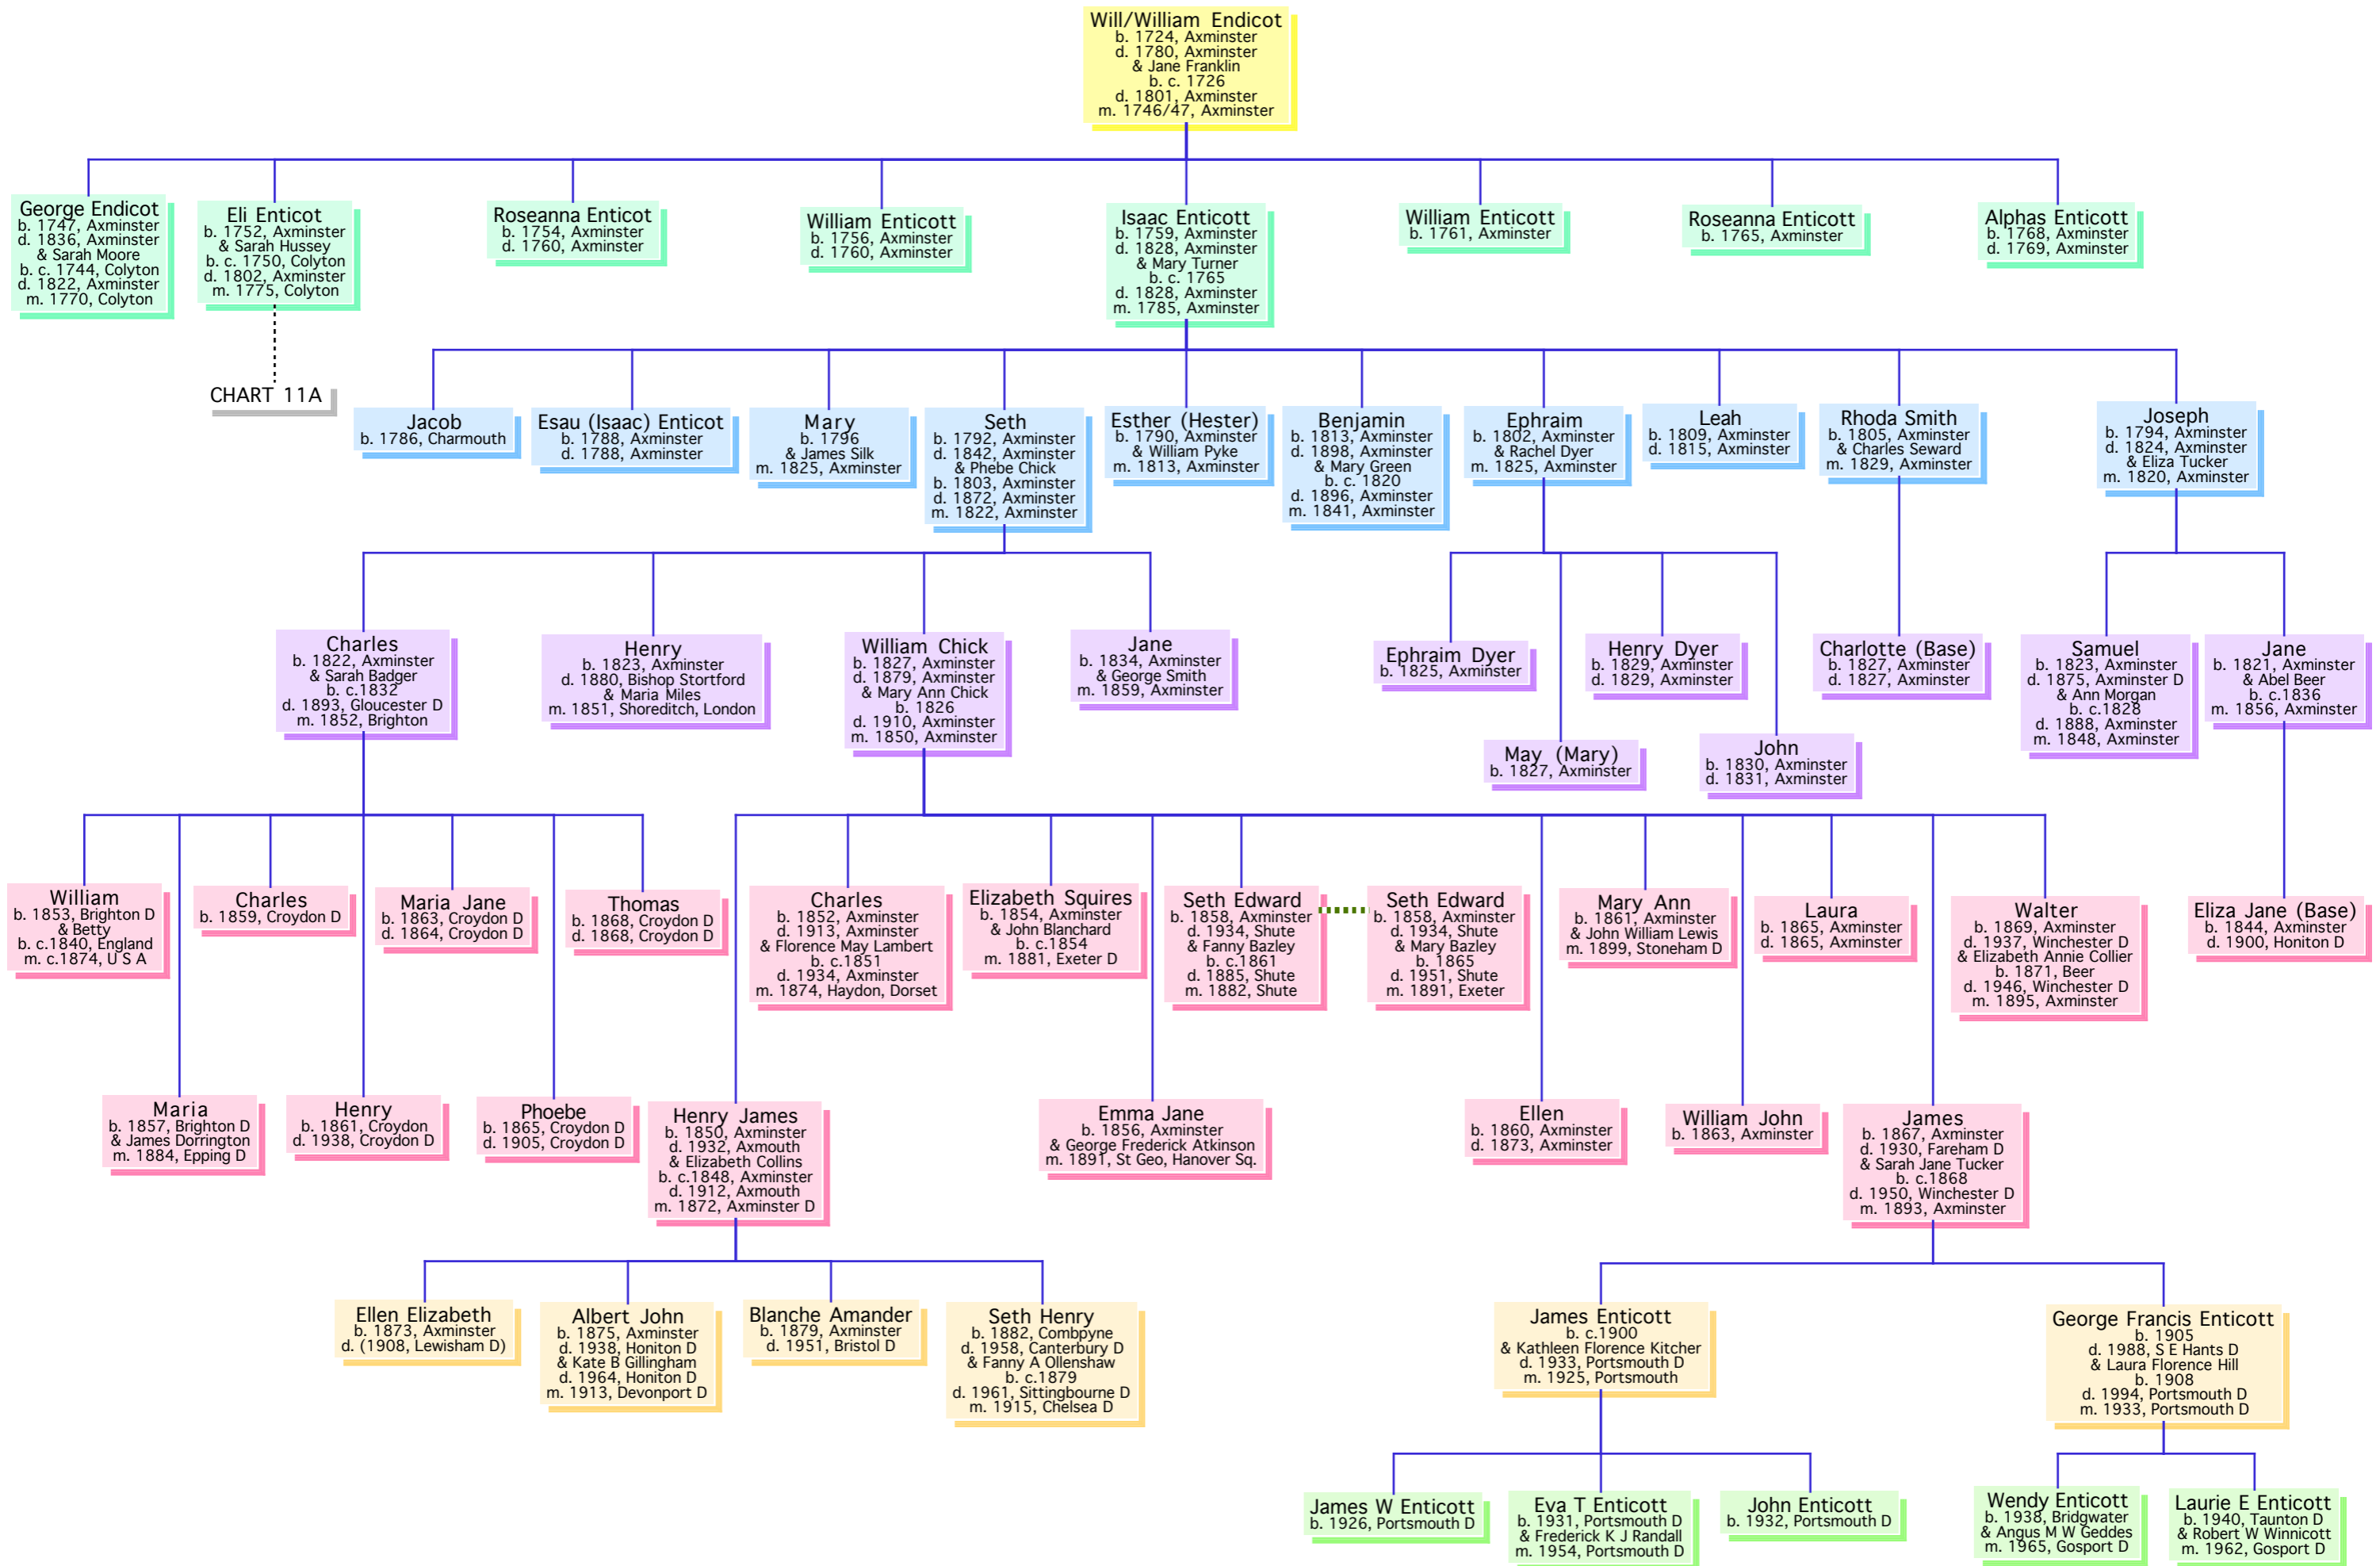 Will/William Endicot
b. 1724, Axminster
d. 1780, Axminster
& Jane Franklin
b. c. 1726
d. 1801, Axminster
m. 1746/47, Axminster
George Endicot
b. 1747, Axminster
d. 1836, Axminster
& Sarah Moore
b. c. 1744, Colyton
d. 1822, Axminster
m. 1770, Colyton
Eli Enticot
b. 1752, Axminster
& Sarah Hussey
b. c. 1750, Colyton
d. 1802, Axminster
m. 1775, Colyton
Roseanna Enticot
b. 1754, Axminster
d. 1760, Axminster
William Enticott
b. 1756, Axminster
d. 1760, Axminster
Isaac Enticott
b. 1759, Axminster
d. 1828, Axminster
& Mary Turner
b. c. 1765
d. 1828, Axminster
m. 1785, Axminster
William Enticott
b. 1761, Axminster
Roseanna Enticott
b. 1765, Axminster
Alphas Enticott
b. 1768, Axminster
d. 1769, Axminster
CHART 11A
Jacob
b. 1786, Charmouth
Esau (Isaac) Enticot
b. 1788, Axminster
d. 1788, Axminster
Mary
b. 1796
& James Silk
m. 1825, Axminster
Seth
b. 1792, Axminster
d. 1842, Axminster
& Phebe Chick
b. 1803, Axminster
d. 1872, Axminster
m. 1822, Axminster
Esther (Hester)
b. 1790, Axminster
& William Pyke
m. 1813, Axminster
Benjamin
b. 1813, Axminster
d. 1898, Axminster
& Mary Green
b. c. 1820
d. 1896, Axminster
m. 1841, Axminster
Ephraim
b. 1802, Axminster
& Rachel Dyer
m. 1825, Axminster
Leah
b. 1809, Axminster
d. 1815, Axminster
Rhoda Smith
b. 1805, Axminster
& Charles Seward
m. 1829, Axminster
Joseph
b. 1794, Axminster
d. 1824, Axminster
& Eliza Tucker
m. 1820, Axminster
Charles
b. 1822, Axminster
& Sarah Badger
b. c.1832
d. 1893, Gloucester D
m. 1852, Brighton
Henry
b. 1823, Axminster
d. 1880, Bishop Stortford
& Maria Miles
m. 1851, Shoreditch, London
William Chick
b. 1827, Axminster
d. 1879, Axminster
& Mary Ann Chick
b. 1826
d. 1910, Axminster
m. 1850, Axminster
Jane
b. 1834, Axminster
& George Smith
m. 1859, Axminster
Ephraim Dyer
b. 1825, Axminster
Henry Dyer
b. 1829, Axminster
d. 1829, Axminster
Charlotte (Base)
b. 1827, Axminster
d. 1827, Axminster
Samuel
b. 1823, Axminster
d. 1875, Axminster D
& Ann Morgan
b. c.1828
d. 1888, Axminster
m. 1848, Axminster
Jane
b. 1821, Axminster
& Abel Beer
b. c.1836
m. 1856, Axminster
May (Mary)
b. 1827, Axminster
John
b. 1830, Axminster
d. 1831, Axminster
William
b. 1853, Brighton D
& Betty
b. c.1840, England
m. c.1874, U S A
Charles
b. 1859, Croydon D
Maria Jane
b. 1863, Croydon D
d. 1864, Croydon D
Thomas
b. 1868, Croydon D
d. 1868, Croydon D
Charles
b. 1852, Axminster
d. 1913, Axminster
& Florence May Lambert
b. c.1851
d. 1934, Axminster
m. 1874, Haydon, Dorset
Elizabeth Squires
b. 1854, Axminster
& John Blanchard
b. c.1854
m. 1881, Exeter D
Seth Edward
b. 1858, Axminster
d. 1934, Shute
& Fanny Bazley
b. c.1861
d. 1885, Shute
m. 1882, Shute
Seth Edward
b. 1858, Axminster
d. 1934, Shute
& Mary Bazley
b. 1865
d. 1951, Shute
m. 1891, Exeter
Mary Ann
b. 1861, Axminster
& John William Lewis
m. 1899, Stoneham D
Laura
b. 1865, Axminster
d. 1865, Axminster
Walter
b. 1869, Axminster
d. 1937, Winchester D
& Elizabeth Annie Collier
b. 1871, Beer
d. 1946, Winchester D
m. 1895, Axminster
Eliza Jane (Base)
b. 1844, Axminster
d. 1900, Honiton D
Maria
b. 1857, Brighton D
& James Dorrington
m. 1884, Epping D
Henry
b. 1861, Croydon
d. 1938, Croydon D
Phoebe
b. 1865, Croydon D
d. 1905, Croydon D
Henry James
b. 1850, Axminster
d. 1932, Axmouth
& Elizabeth Collins
b. c.1848, Axminster
d. 1912, Axmouth
m. 1872, Axminster D
Emma Jane
b. 1856, Axminster
& George Frederick Atkinson
m. 1891, St Geo, Hanover Sq.
Ellen
b. 1860, Axminster
d. 1873, Axminster
William John
b. 1863, Axminster
James
b. 1867, Axminster
d. 1930, Fareham D
& Sarah Jane Tucker
b. c.1868
d. 1950, Winchester D
m. 1893, Axminster
Ellen Elizabeth
b. 1873, Axminster
d. (1908, Lewisham D)
Albert John
b. 1875, Axminster
d. 1938, Honiton D
& Kate B Gillingham
d. 1964, Honiton D
m. 1913, Devonport D
Blanche Amander
b. 1879, Axminster
d. 1951, Bristol D
Seth Henry
b. 1882, Combpyne
d. 1958, Canterbury D
& Fanny A Ollenshaw
b. c.1879
d. 1961, Sittingbourne D
m. 1915, Chelsea D
James Enticott
b. c.1900
& Kathleen Florence Kitcher
d. 1933, Portsmouth D
m. 1925, Portsmouth
George Francis Enticott
b. 1905
d. 1988, S E Hants D
& Laura Florence Hill
b. 1908
d. 1994, Portsmouth D
m. 1933, Portsmouth D
James W Enticott
b. 1926, Portsmouth D
Eva T Enticott
b. 1931, Portsmouth D
& Frederick K J Randall
m. 1954, Portsmouth D
John Enticott
b. 1932, Portsmouth D
Wendy Enticott
b. 1938, Bridgwater
& Angus M W Geddes
m. 1965, Gosport D
Laurie E Enticott
b. 1940, Taunton D
& Robert W Winnicott
m. 1962, Gosport D